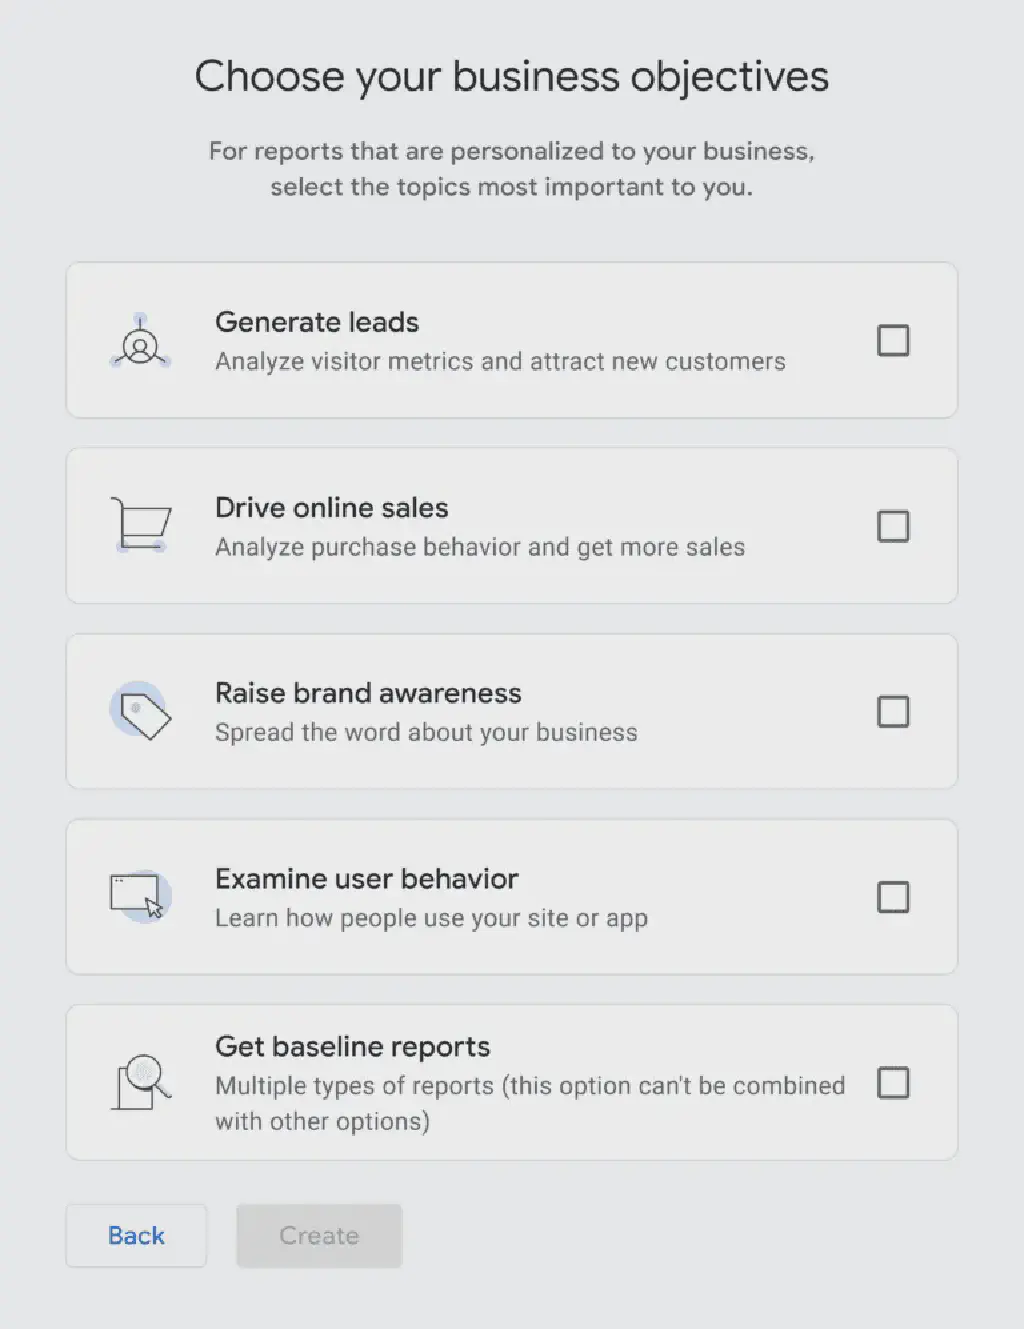 Choose your business objectives
For reports that are personalized to your business,
select the topics most important to you.
Generate leads
Analyze visitor metrics and attract new customers
Drive online sales
Analyze purchase behavior and get more sales
Raise brand awareness
Spread the word about your business
Examine user behavior
Learn how people use your site or app
Get baseline reports
Multiple types of reports (this option can't be combined
with other options)
Back
Create